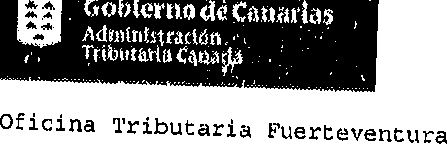 Gobierno de Canarias
Administración
Tributaria Canaria
Oficina Tributaria Fuerteventura